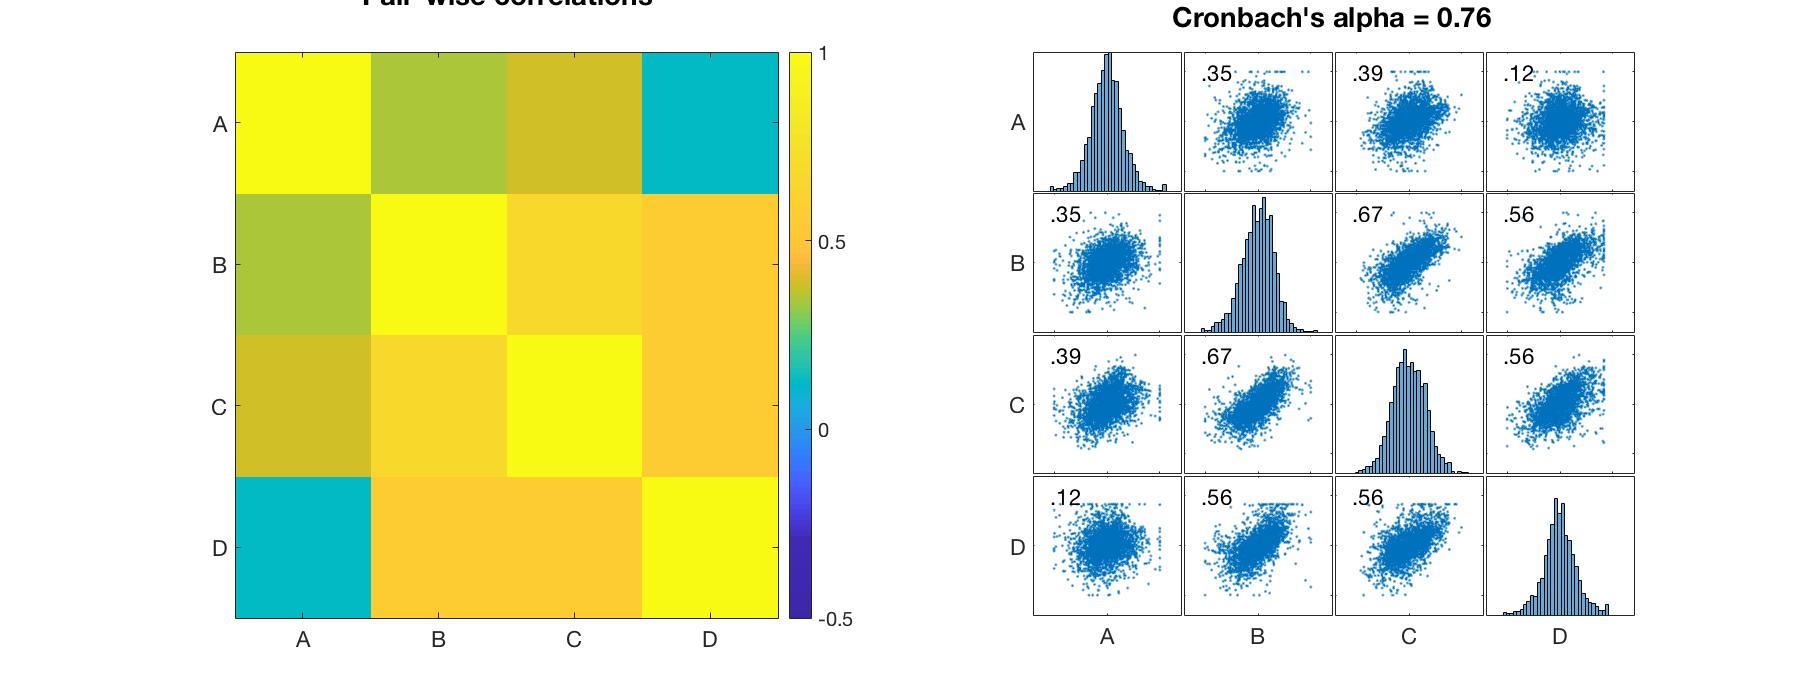 Pair-wise correlations
A
B
C
D
A
B
C
D
1
0.5
0
-0.5
Cronbach's alpha = 0.76
A
.35
.39
.12
B
.35
.67
.56
C
.39
.67
.56
D
.12
.56
.56
A
B
C
D